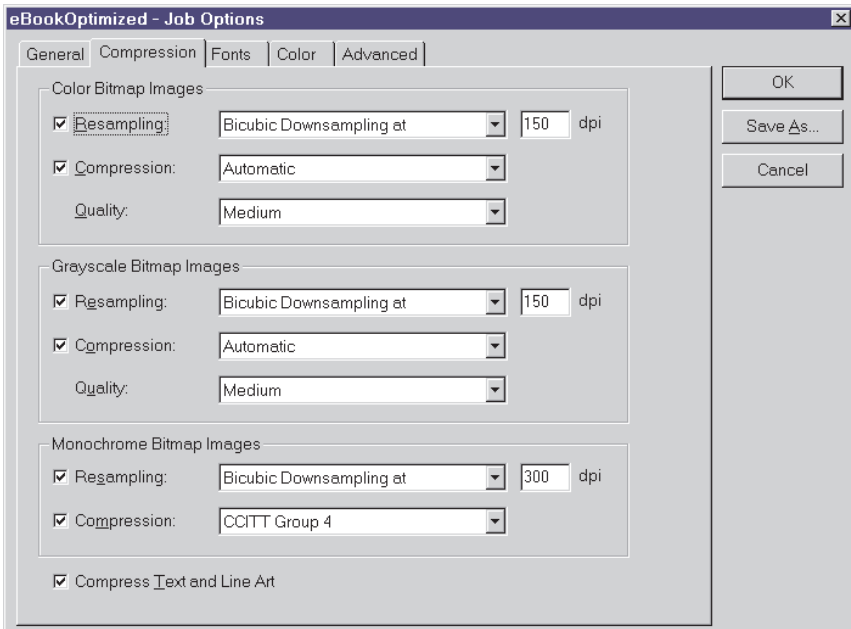 eBookOptimized - Job Options
General Compression Fonts Color Advanced
Color Bitmap Images
Resampling: Bicubic Downsampling at 150 dpi
Compression: Automatic
Quality: Medium
Grayscale Bitmap Images
Resampling: Bicubic Downsampling at 150 dpi
Compression: Automatic
Quality: Medium
Monochrome Bitmap Images
Resampling: Bicubic Downsampling at 300 dpi
Compression: CCITT Group 4
Compress Text and Line Art
OK
Save As...
Cancel